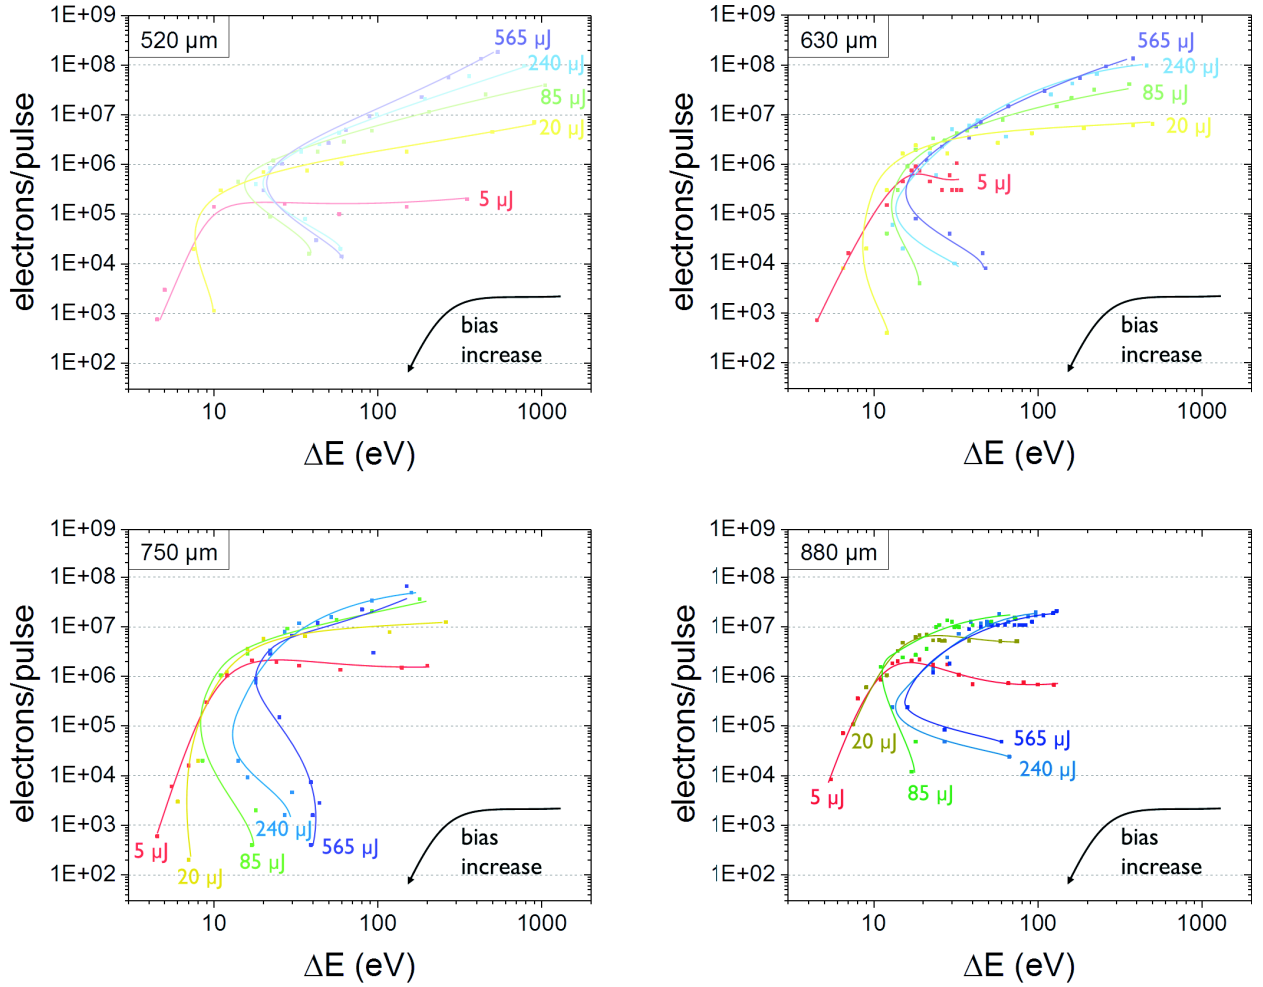 520 µm
1E+09
1E+08
1E+07
1E+06
1E+05
1E+04
1E+03
1E+02
electrons/pulse
565 µJ
240 µJ
85 µJ
20 µJ
5 µJ
bias
increase
10
100
1000
ΔE (eV)
630 µm
1E+09
1E+08
1E+07
1E+06
1E+05
1E+04
1E+03
1E+02
electrons/pulse
565 µJ
240 µJ
85 µJ
20 µJ
5 µJ
bias
increase
10
100
1000
ΔE (eV)
750 µm
1E+09
1E+08
1E+07
1E+06
1E+05
1E+04
1E+03
1E+02
electrons/pulse
240 µJ
565 µJ
5 µJ
85 µJ
20 µJ
bias
increase
10
100
1000
ΔE (eV)
880 µm
1E+09
1E+08
1E+07
1E+06
1E+05
1E+04
1E+03
1E+02
electrons/pulse
565 µJ
20 µJ
240 µJ
5 µJ
85 µJ
bias
increase
10
100
1000
ΔE (eV)